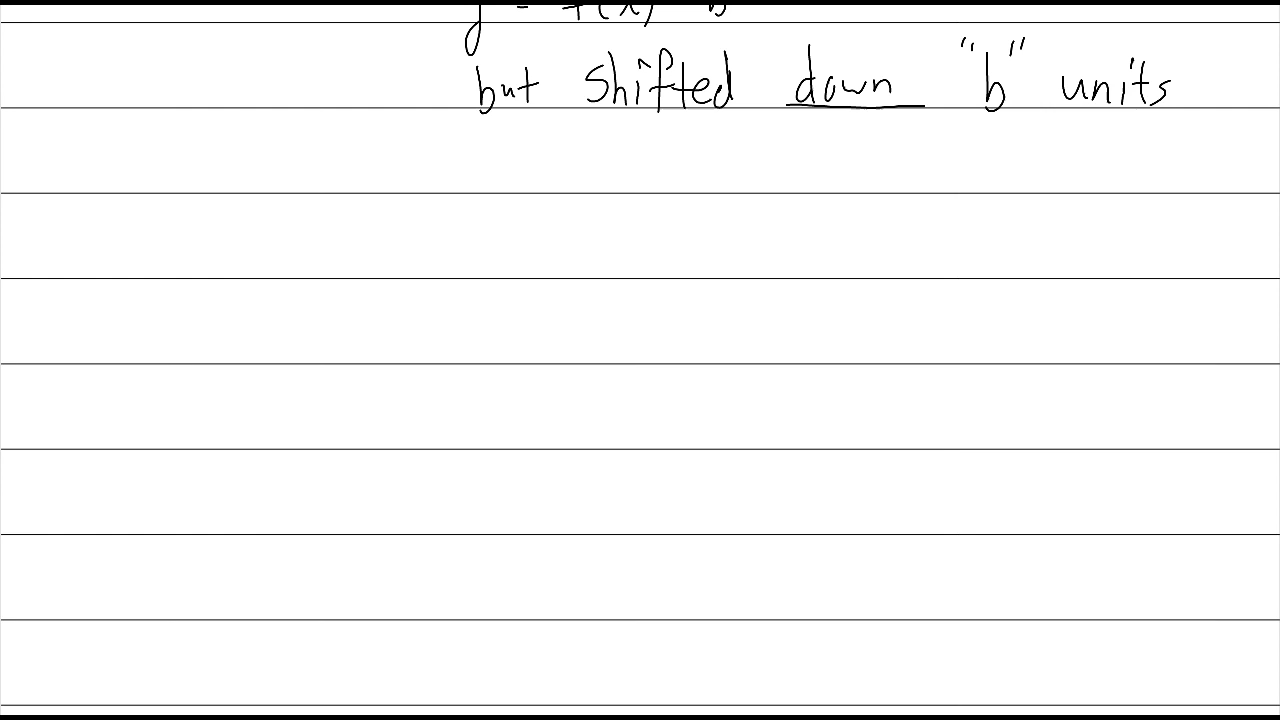 y = f(x) b
but shifted down "b" units